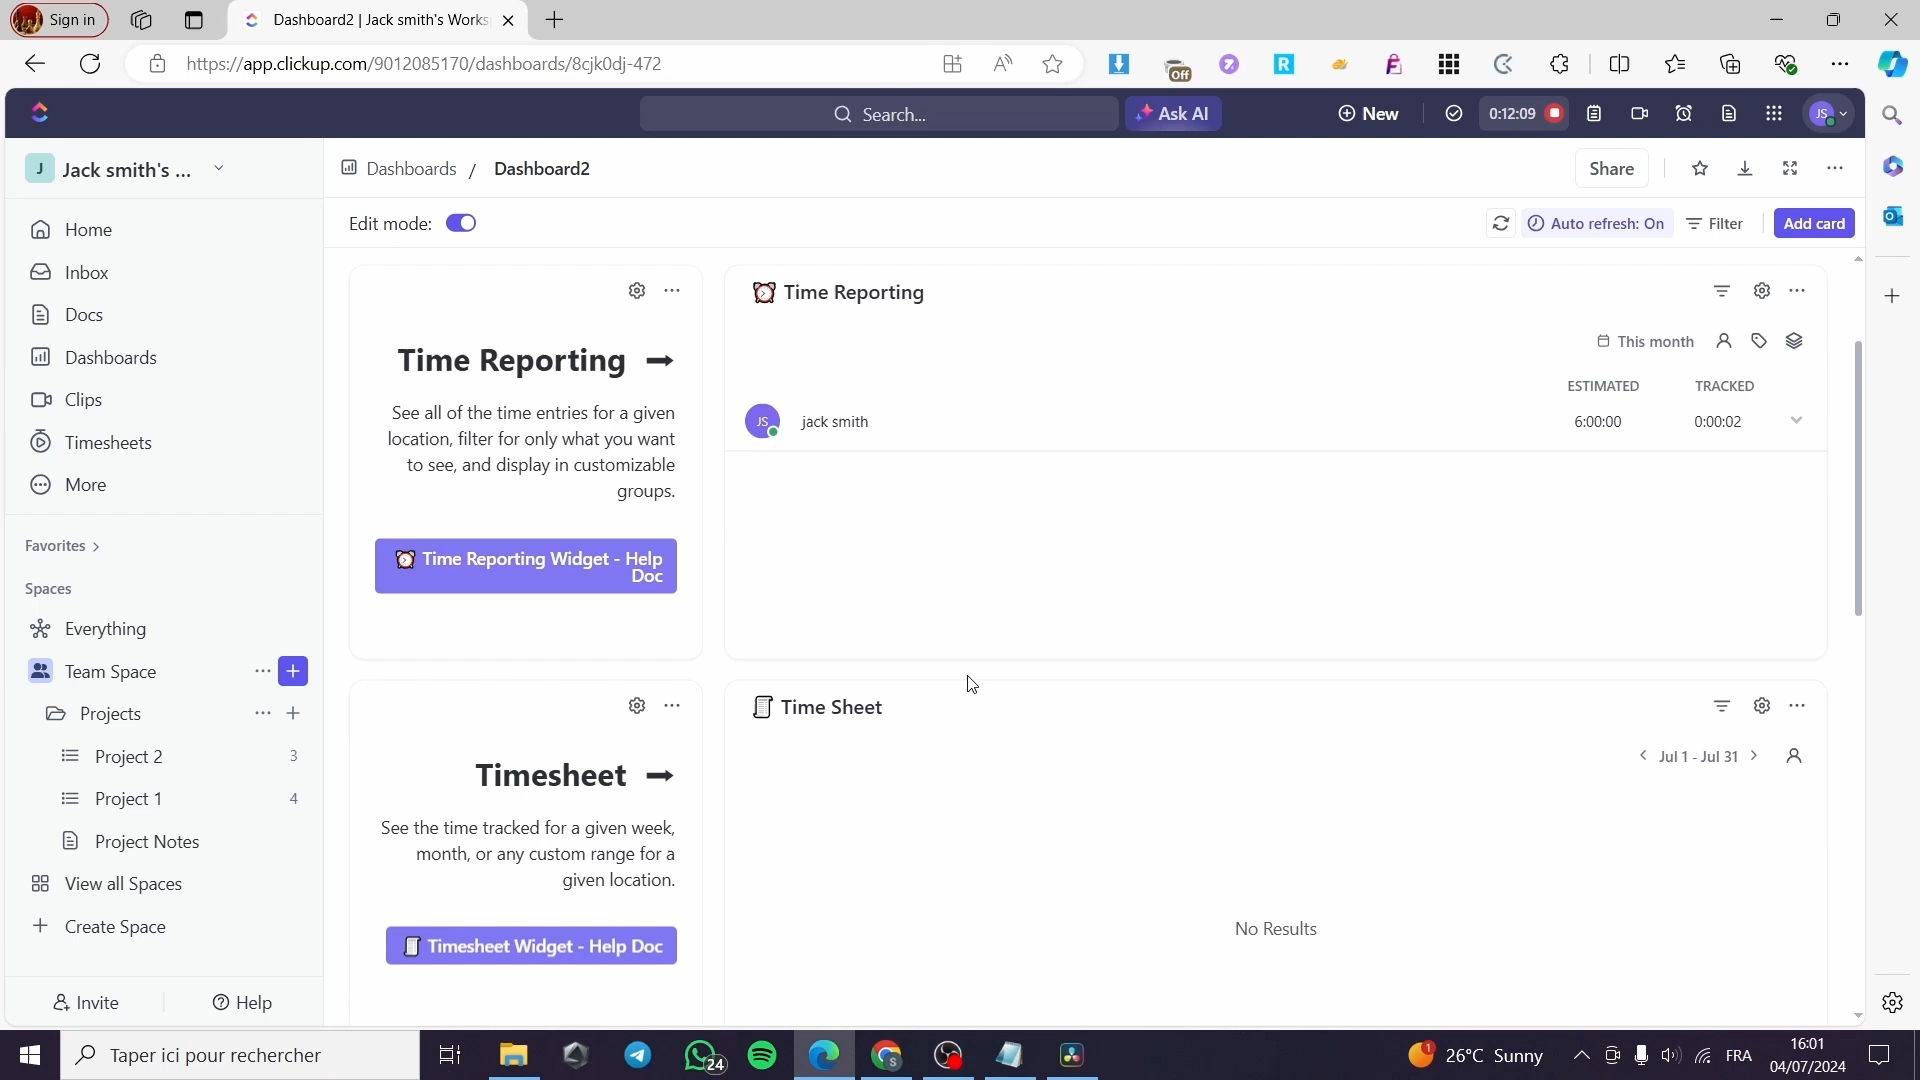 Sign in
Dashboard2 | Jack smith's Works
https://app.clickup.com/9012085170/dashboards/8cjk0dj-472
Off
Search...
Ask AI
New
0:12:09
JS
J
Jack smith's ...
Dashboards / Dashboard2
Share
Edit mode:
Auto refresh: On
Filter
Add card
Home
Inbox
Docs
Dashboards
Clips
Timesheets
More
Favorites
Spaces
Everything
Team Space
Projects
Project 2
3
Project 1
4
Project Notes
View all Spaces
Create Space
Invite
Help
Time Reporting ➞
See all of the time entries for a given
location, filter for only what you want
to see, and display in customizable
groups.
Time Reporting Widget - Help
Doc
Time Reporting
This month
ESTIMATED
TRACKED
JS
jack smith
6:00:00
0:00:02
Timesheet ➞
See the time tracked for a given week,
month, or any custom range for a
given location.
Timesheet Widget - Help Doc
Time Sheet
Jul 1 - Jul 31
No Results
Taper ici pour rechercher
24
S
1
26°C Sunny
FRA
16:01
04/07/2024